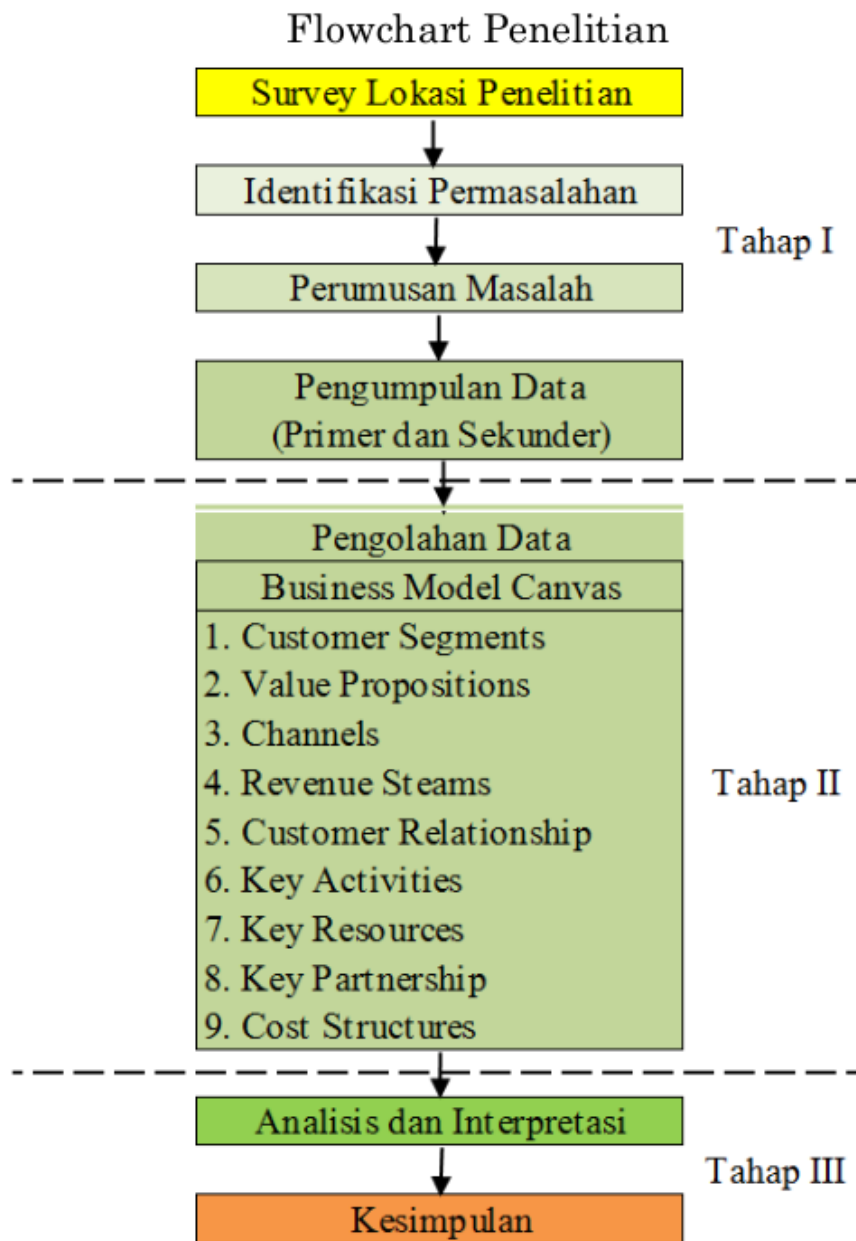 Flowchart Penelitian
Survey Lokasi Penelitian
Identifikasi Permasalahan
Tahap I
Perumusan Masalah
Pengumpulan Data
(Primer dan Sekunder)
Pengolahan Data
Business Model Canvas
1. Customer Segments
2. Value Propositions
3. Channels
4. Revenue Steams
Tahap II
5. Customer Relationship
6. Key Activities
7. Key Resources
8. Key Partnership
9. Cost Structures
Analisis dan Interpretasi
Tahap III
Kesimpulan